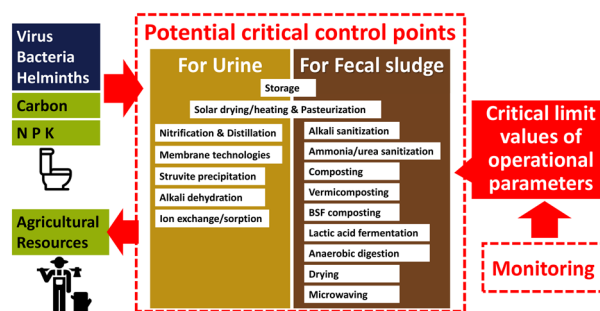 Virus
Bacteria
Helminths
Carbon
N P K
Agricultural
Resources
Potential critical control points
For Urine
For Fecal sludge
Storage
Solar drying/heating & Pasteurization
Nitrification & Distillation
Membrane technologies
Struvite precipitation
Alkali dehydration
Ion exchange/sorption
Alkali sanitization
Ammonia/urea sanitization
Composting
Vermicomposting
BSF composting
Lactic acid fermentation
Anaerobic digestion
Drying
Microwaving
Critical limit
values of
operational
parameters
Monitoring